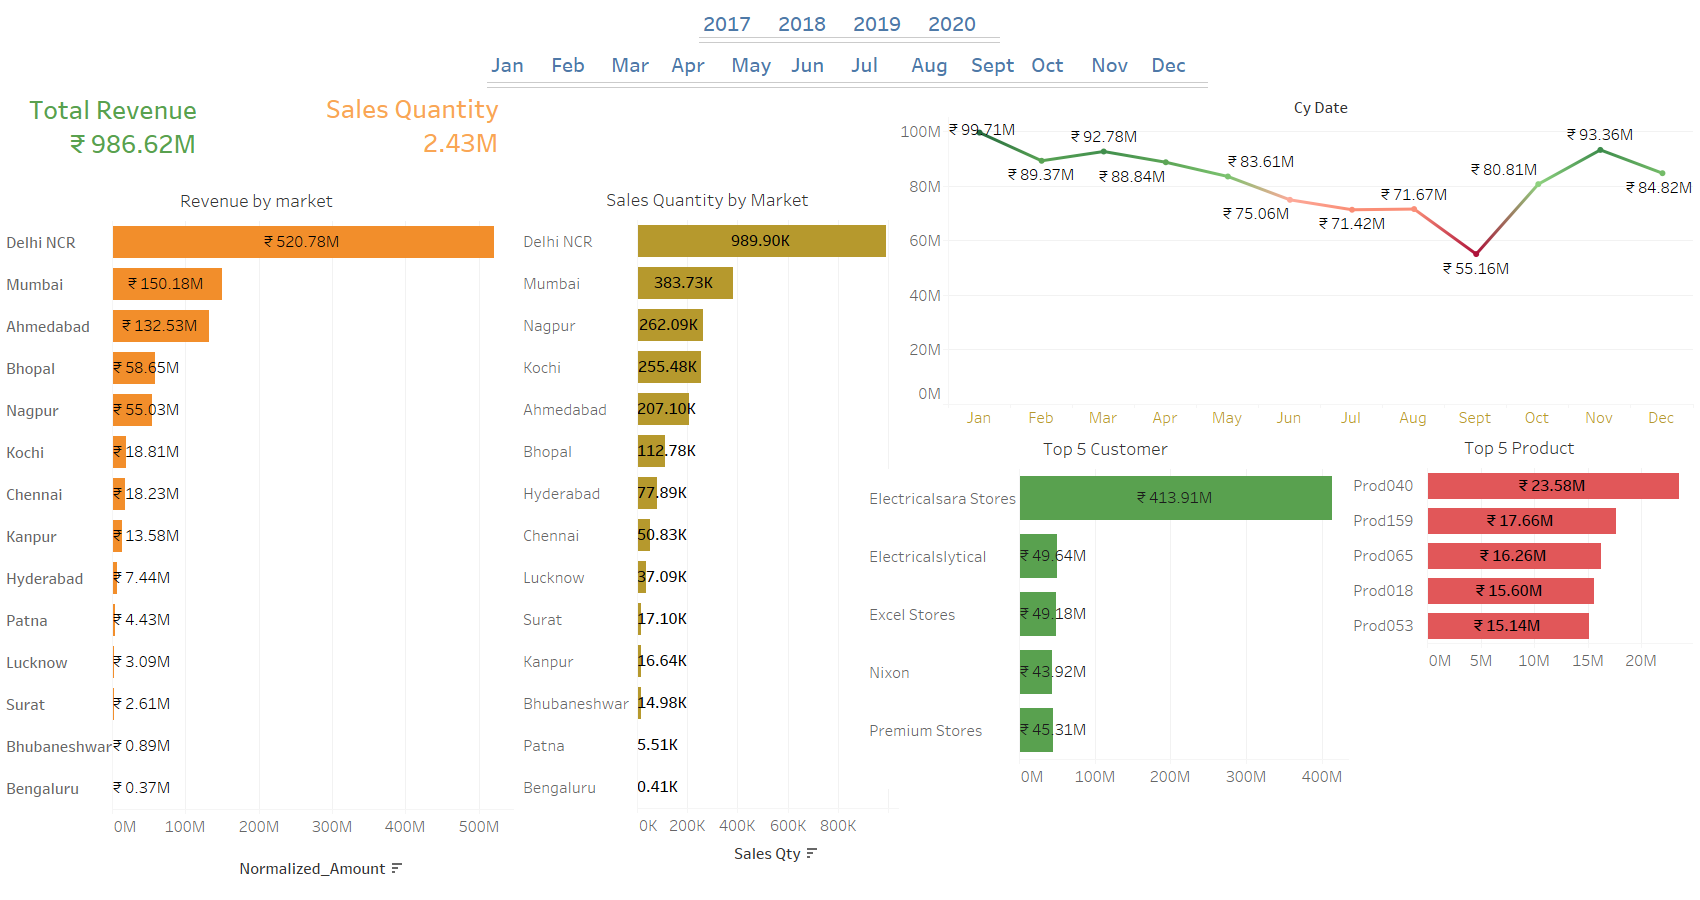 2017 2018 2019 2020
Jan Feb Mar Apr May Jun Jul Aug Sept Oct Nov Dec
Total Revenue
₹ 986.62M
Sales Quantity
2.43M
Revenue by market
Delhi NCR ₹ 520.78M
Mumbai ₹ 150.18M
Ahmedabad ₹ 132.53M
Bhopal ₹ 58.65M
Nagpur ₹ 55.03M
Kochi ₹ 18.81M
Chennai ₹ 18.23M
Kanpur ₹ 13.58M
Hyderabad ₹ 7.44M
Patna ₹ 4.43M
Lucknow ₹ 3.09M
Surat ₹ 2.61M
Bhubaneshwar ₹ 0.89M
Bengaluru ₹ 0.37M
0M 100M 200M 300M 400M 500M
Normalized_Amount
Sales Quantity by Market
Delhi NCR 989.90K
Mumbai 383.73K
Nagpur 262.09K
Kochi 255.48K
Ahmedabad 207.10K
Bhopal 112.78K
Hyderabad 77.89K
Chennai 50.83K
Lucknow 37.09K
Surat 17.10K
Kanpur 16.64K
Bhubaneshwar 14.98K
Patna 5.51K
Bengaluru 0.41K
0K 200K 400K 600K 800K
Sales Qty
Cy Date
100M
80M
60M
40M
20M
0M
₹ 99.71M
₹ 89.37M
₹ 92.78M
₹ 88.84M
₹ 83.61M
₹ 75.06M
₹ 71.42M
₹ 71.67M
₹ 55.16M
₹ 80.81M
₹ 93.36M
₹ 84.82M
Jan Feb Mar Apr May Jun Jul Aug Sept Oct Nov Dec
Top 5 Customer
Electricalsara Stores ₹ 413.91M
Electricalslytical ₹ 49.64M
Excel Stores ₹ 49.18M
Nixon ₹ 43.92M
Premium Stores ₹ 45.31M
0M 100M 200M 300M 400M
Top 5 Product
Prod040 ₹ 23.58M
Prod159 ₹ 17.66M
Prod065 ₹ 16.26M
Prod018 ₹ 15.60M
Prod053 ₹ 15.14M
0M 5M 10M 15M 20M